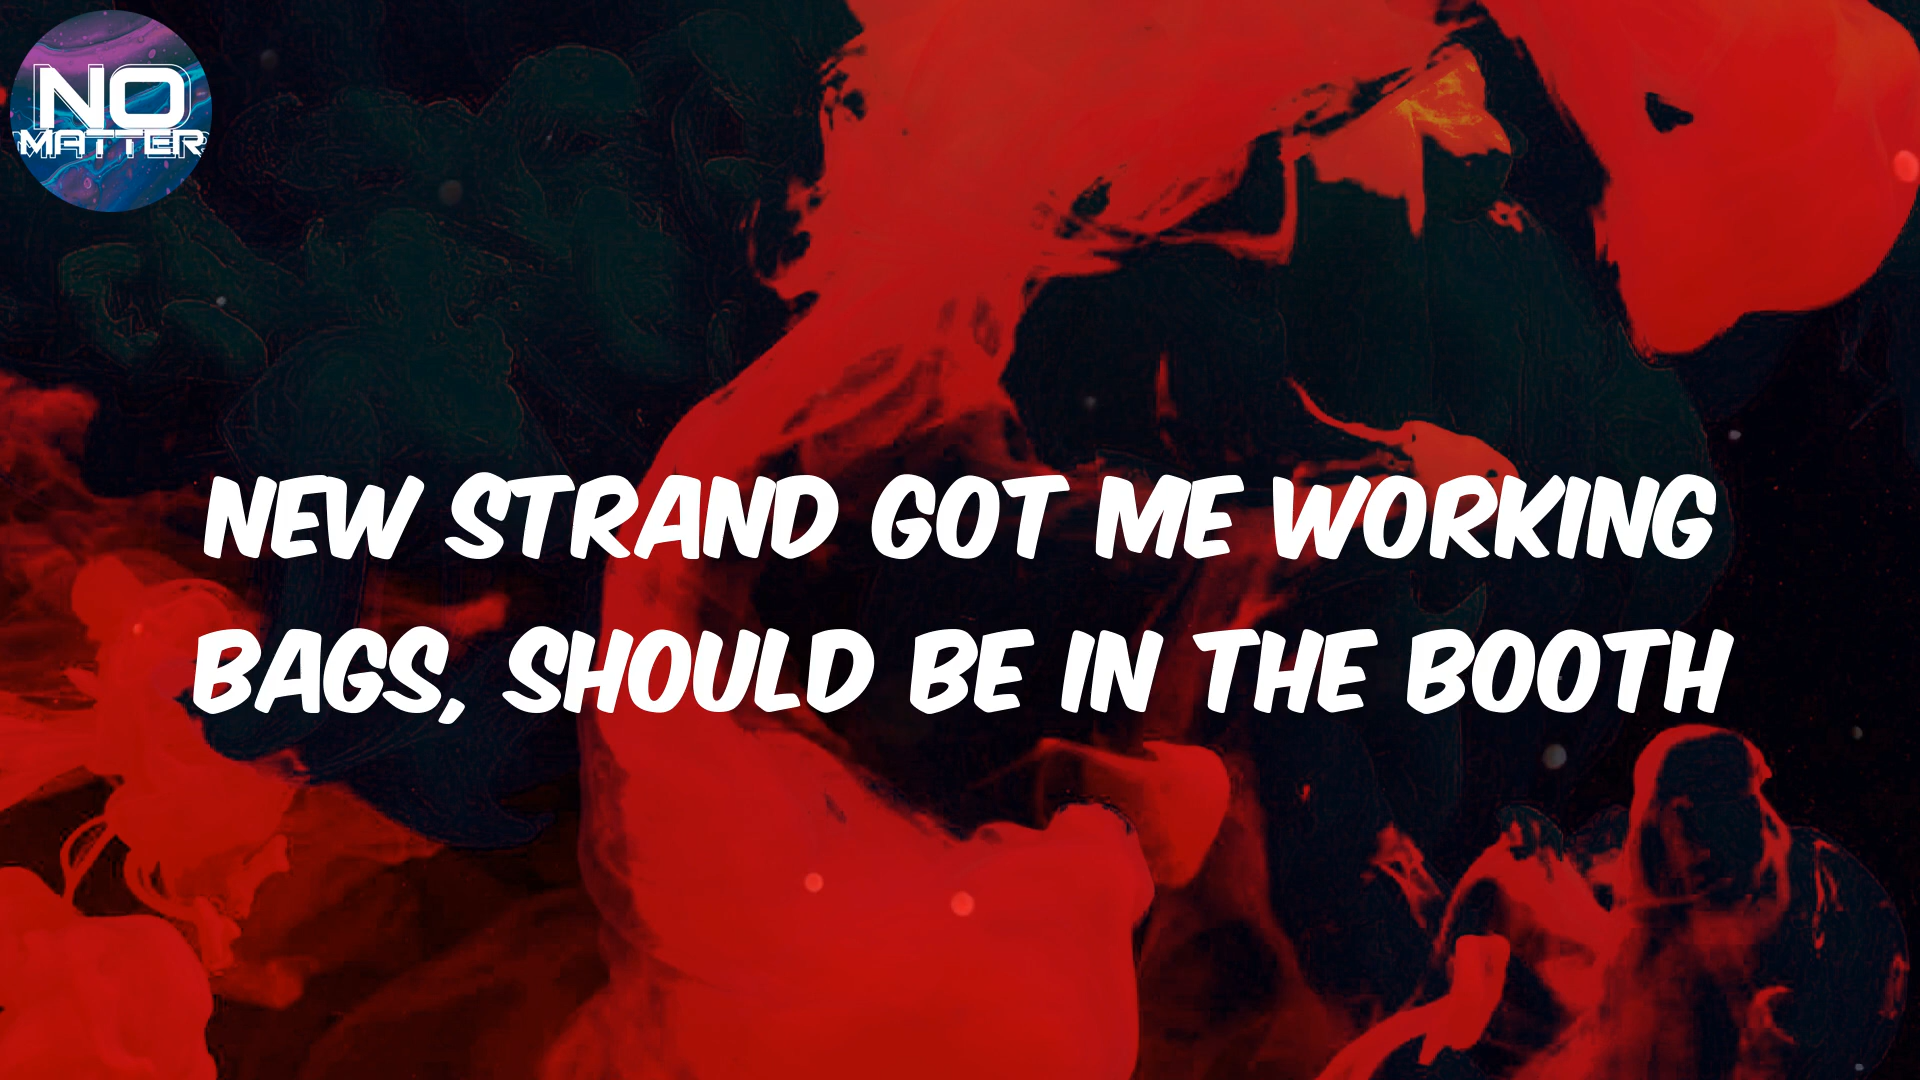 NO
MATTER
NEW STRAND GOT ME WORKING
BAGS, SHOULD BE IN THE BOOTH